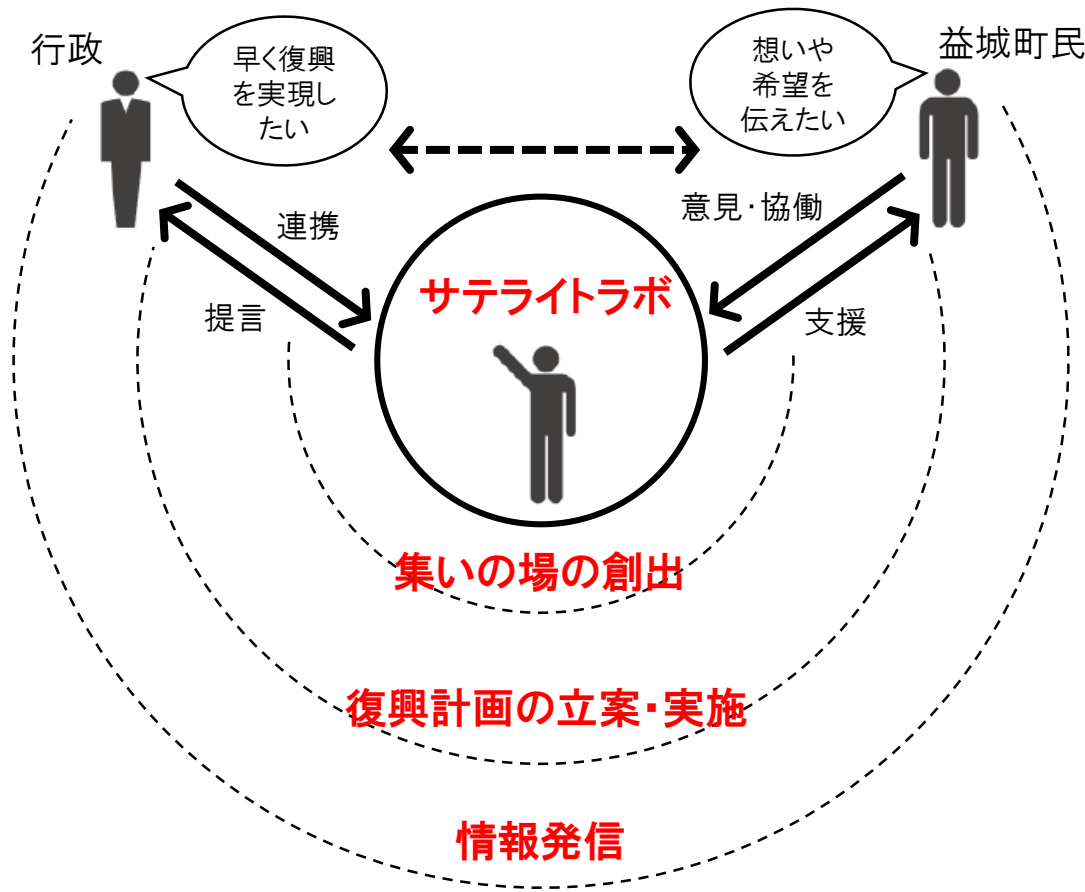 行政
早く復興
を実現し
たい
想いや
希望を
伝えたい
益城町民
連携
提言
意見・協働
支援
サテライトラボ
集いの場の創出
復興計画の立案・実施
情報発信